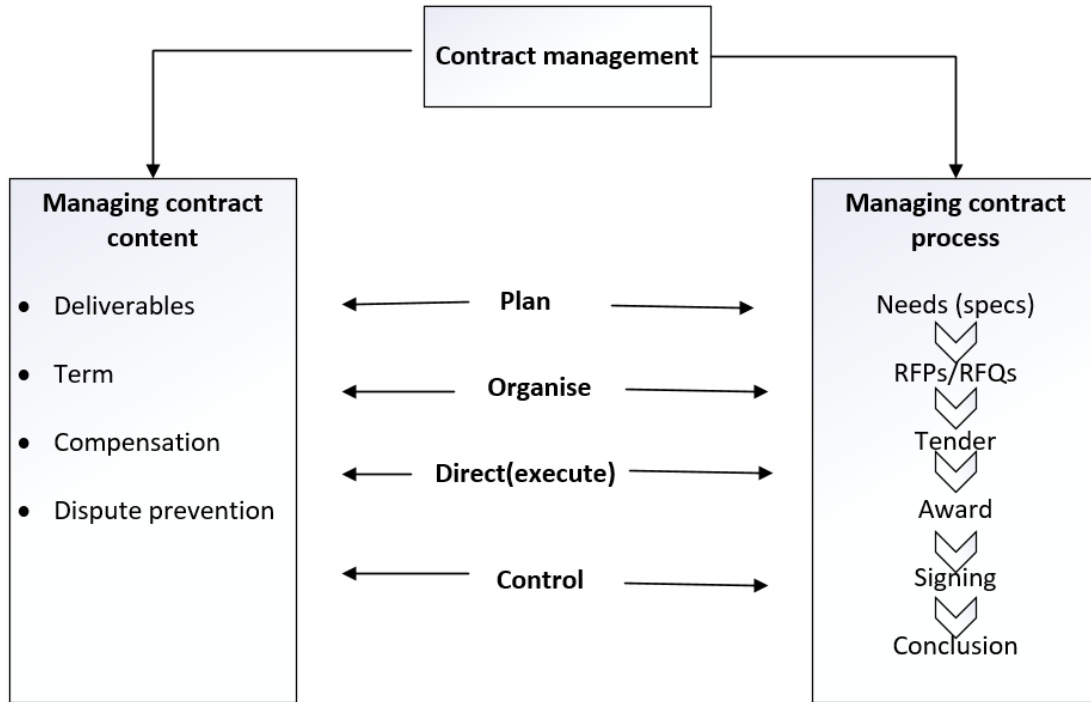 Contract management
Managing contract
content
• Deliverables
• Term
• Compensation
• Dispute prevention
Plan
Organise
Direct(execute)
Control
Managing contract
process
Needs (specs)
RFPs/RFQs
Tender
Award
Signing
Conclusion